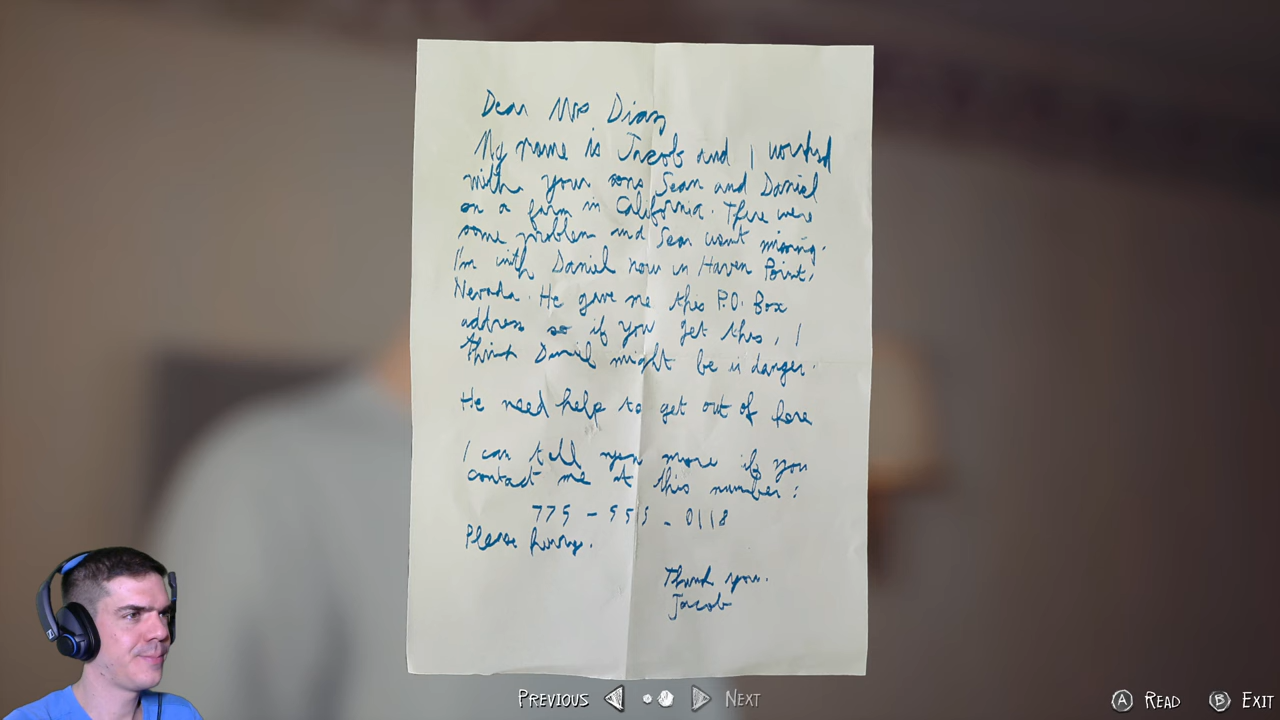 Dear Mrs Diaz
My name is Jacob and I worked
with your sons Sean and Daniel
on a farm in California. There were
some problem and Sean went missing.
I'm with Daniel now in Haven Point,
Nevada. He gave me this P.O. Box
address so if you get this, I
think Daniel might be in danger.
He need help to get out of here
I can tell you more if you
contact me at this number:
775-555-0118
Please hurry.
Thank you.
Jacob
PREVIOUS NEXT
A READ B EXIT